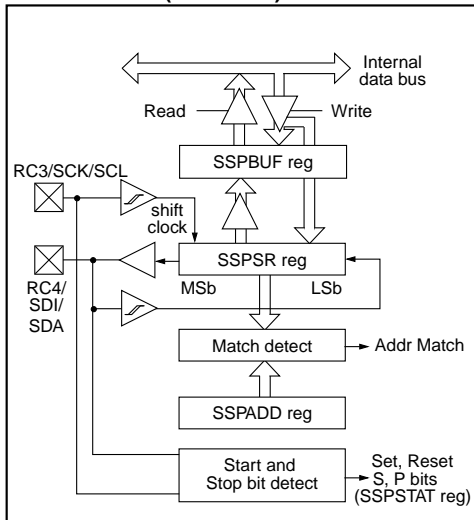 Internal
data bus
Read
Write
SSPBUF reg
RC3/SCK/SCL
shift
clock
SSPSR reg
MSb
LSb
RC4/
SDI/
SDA
Match detect
Addr Match
SSPADD reg
Start and
Stop bit detect
Set, Reset
S, P bits
(SSPSTAT reg)